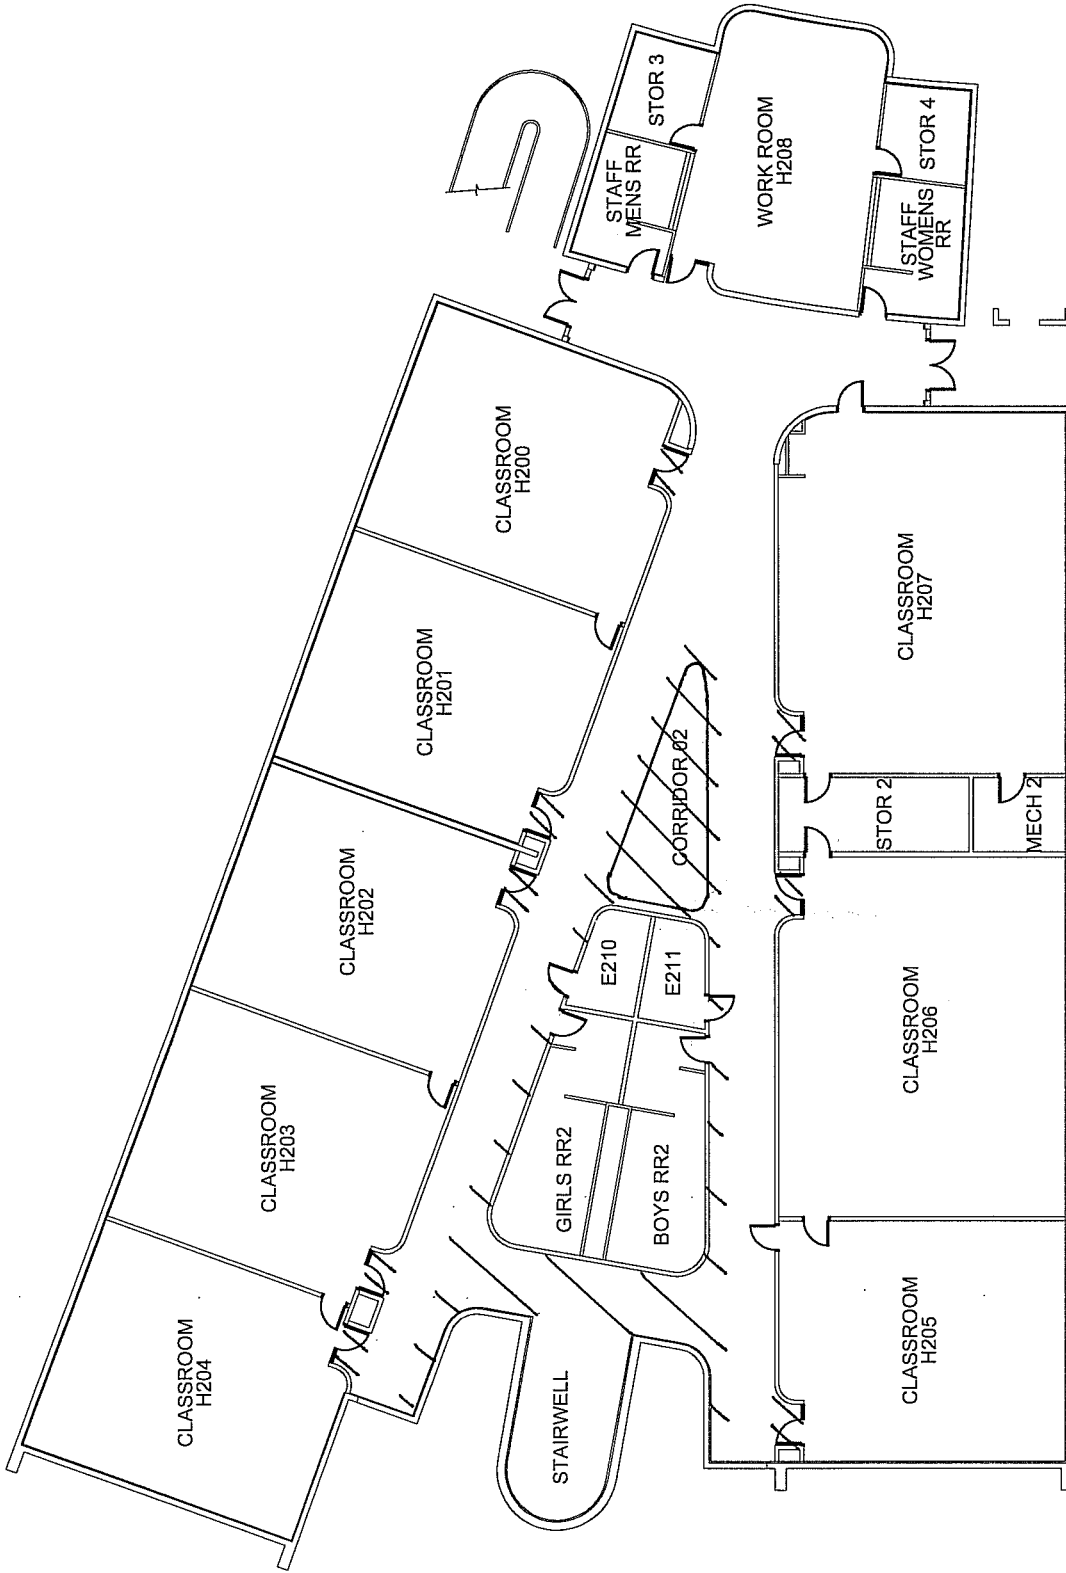 STOR 3
STAFF
MENS RR
WORK ROOM
H208
STOR 4
STAFF
WOMENS
RR
CLASSROOM
H200
CLASSROOM
H201
CLASSROOM
H202
CLASSROOM
H203
CLASSROOM
H204
CORRIDOR 02
E210
E211
GIRLS RR2
BOYS RR2
STAIRWELL
CLASSROOM
H207
STOR 2
MECH 2
CLASSROOM
H206
CLASSROOM
H205